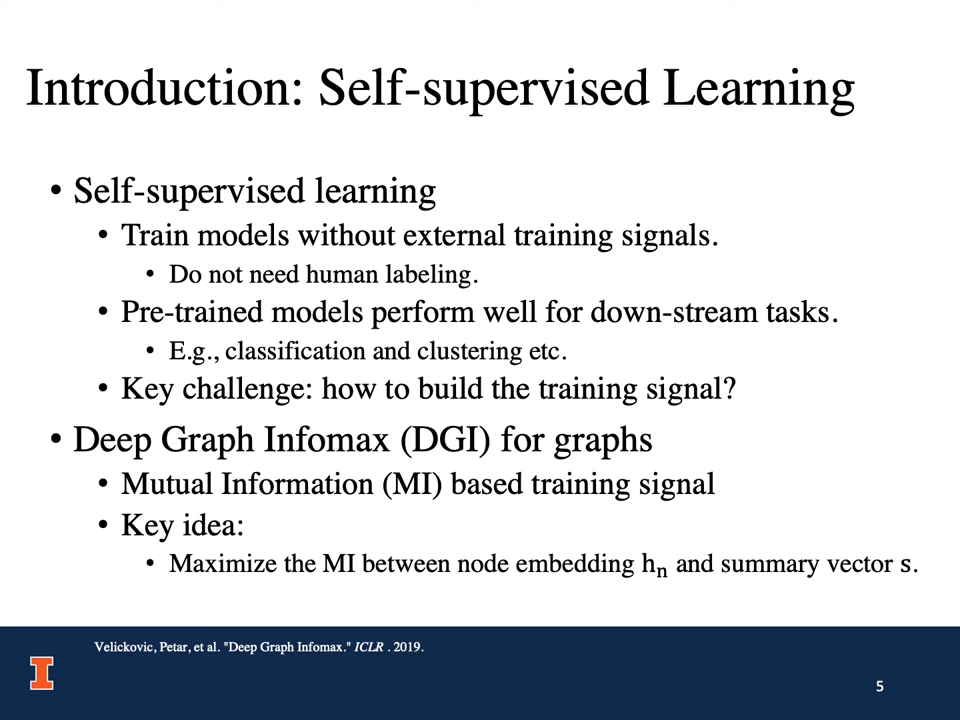 Introduction: Self-supervised Learning
• Self-supervised learning
• Train models without external training signals.
• Do not need human labeling.
• Pre-trained models perform well for down-stream tasks.
• E.g., classification and clustering etc.
• Key challenge: how to build the training signal?
• Deep Graph Infomax (DGI) for graphs
• Mutual Information (MI) based training signal
• Key idea:
• Maximize the MI between node embedding hₙ and summary vector s.
Velickovic, Petar, et al. "Deep Graph Infomax." ICLR . 2019.
I
5